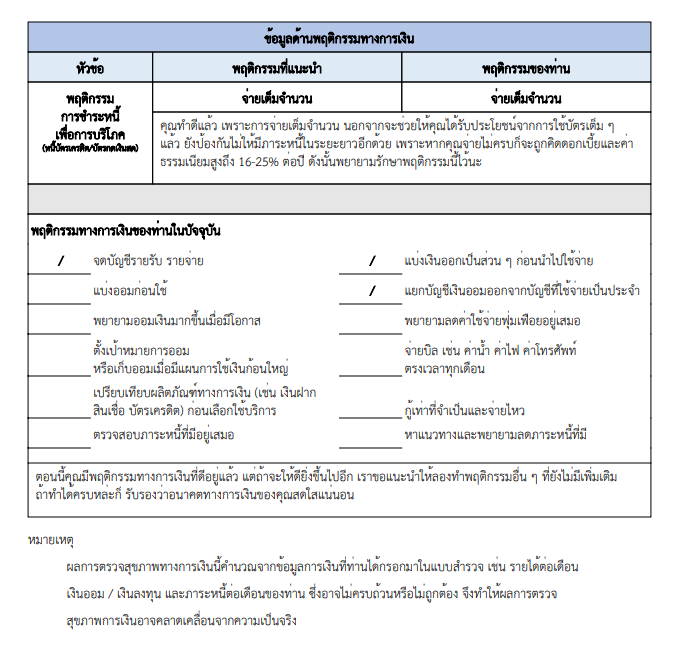 ข้อมูลด้านพฤติกรรมทางการเงิน
หัวข้อ พฤติกรรมที่แนะนำ พฤติกรรมของท่าน
พฤติกรรม
การชำระหนี้
เพื่อการบริโภค
(หนี้บัตรเครดิต/บัตรกดเงินสด)
จ่ายเต็มจำนวน จ่ายเต็มจำนวน
คุณทำดีแล้ว เพราะการจ่ายเต็มจำนวน นอกจากจะช่วยให้คุณได้รับประโยชน์จากการใช้บัตรเต็ม ๆ
แล้ว ยังป้องกันไม่ให้มีภาระหนี้ในระยะยาวอีกด้วย เพราะหากคุณจ่ายไม่ครบก็จะถูกคิดดอกเบี้ยและค่า
ธรรมเนียมสูงถึง 16-25% ต่อปี ดังนั้นพยายามรักษาพฤติกรรมนี้ไว้นะ
พฤติกรรมทางการเงินของท่านในปัจจุบัน
/ จดบัญชีรายรับ รายจ่าย / แบ่งเงินออกเป็นส่วน ๆ ก่อนนำไปใช้จ่าย
แบ่งออมก่อนใช้ / แยกบัญชีเงินออมออกจากบัญชีที่ใช้จ่ายเป็นประจำ
พยายามออมเงินมากขึ้นเมื่อมีโอกาส พยายามลดค่าใช้จ่ายฟุ่มเฟือยอยู่เสมอ
ตั้งเป้าหมายการออม
หรือเก็บออมเมื่อมีแผนการใช้เงินก้อนใหญ่
จ่ายบิล เช่น ค่าน้ำ ค่าไฟ ค่าโทรศัพท์
ตรงเวลาทุกเดือน
เปรียบเทียบผลิตภัณฑ์ทางการเงิน (เช่น เงินฝาก
สินเชื่อ บัตรเครดิต) ก่อนเลือกใช้บริการ
กู้เท่าที่จำเป็นและจ่ายไหว
ตรวจสอบภาระหนี้ที่มีอยู่เสมอ หาแนวทางและพยายามลดภาระหนี้ที่มี
ตอนนี้คุณมีพฤติกรรมทางการเงินที่ดีอยู่แล้ว แต่ถ้าจะให้ดียิ่งขึ้นไปอีก เราขอแนะนำให้ลองทำพฤติกรรมอื่น ๆ ที่ยังไม่มีเพิ่มเติม
ถ้าทำได้ครบหล่ะก็ รับรองว่าอนาคตทางการเงินของคุณสดใสแน่นอน
หมายเหตุ
ผลการตรวจสุขภาพทางการเงินนี้คำนวณจากข้อมูลการเงินที่ท่านได้กรอกมาในแบบสำรวจ เช่น รายได้ต่อเดือน
เงินออม / เงินลงทุน และภาระหนี้ต่อเดือนของท่าน ซึ่งอาจไม่ครบถ้วนหรือไม่ถูกต้อง จึงทำให้ผลการตรวจ
สุขภาพการเงินอาจคลาดเคลื่อนจากความเป็นจริง